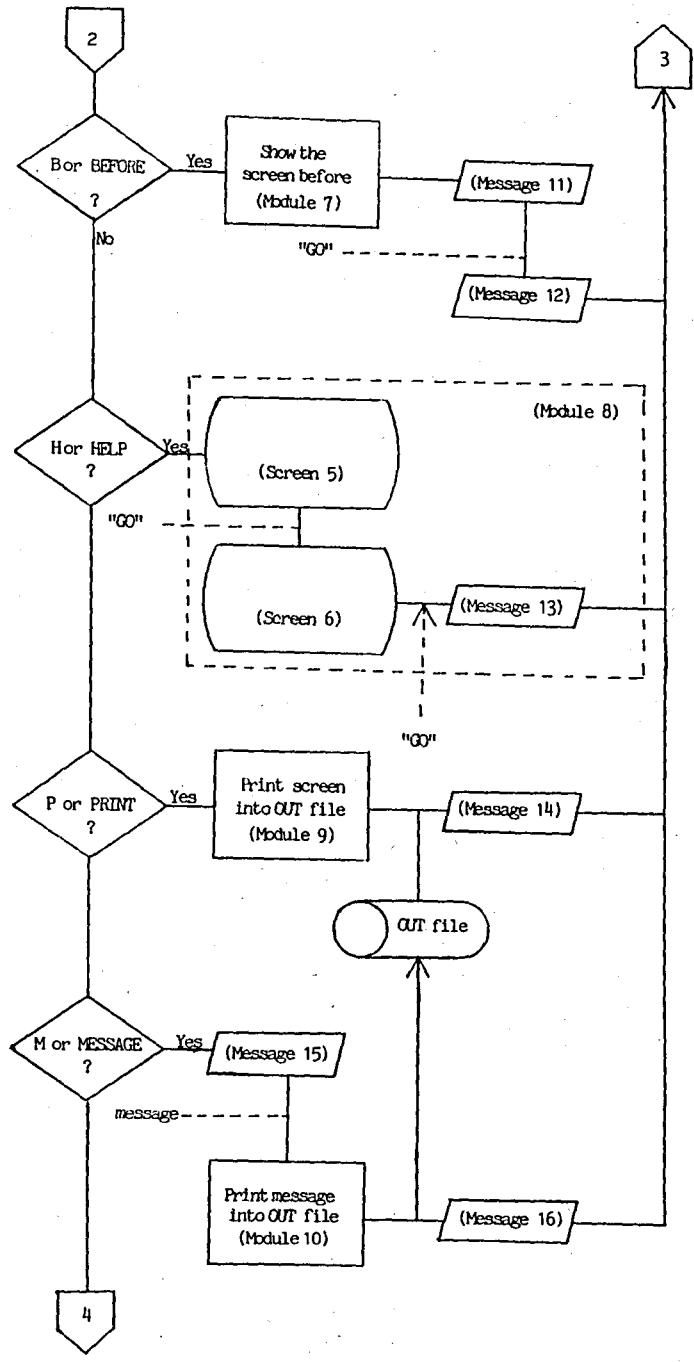 2
3
B or BEFORE
?
Yes
Show the
screen before
(Module 7)
(Message 11)
No
"GO"
(Message 12)
(Module 8)
H or HELP
?
Yes
(Screen 5)
"GO"
(Screen 6)
(Message 13)
"GO"
P or PRINT
?
Yes
Print screen
into OUT file
(Module 9)
(Message 14)
OUT file
M or MESSAGE
?
Yes
(Message 15)
message
Print message
into OUT file
(Module 10)
(Message 16)
4